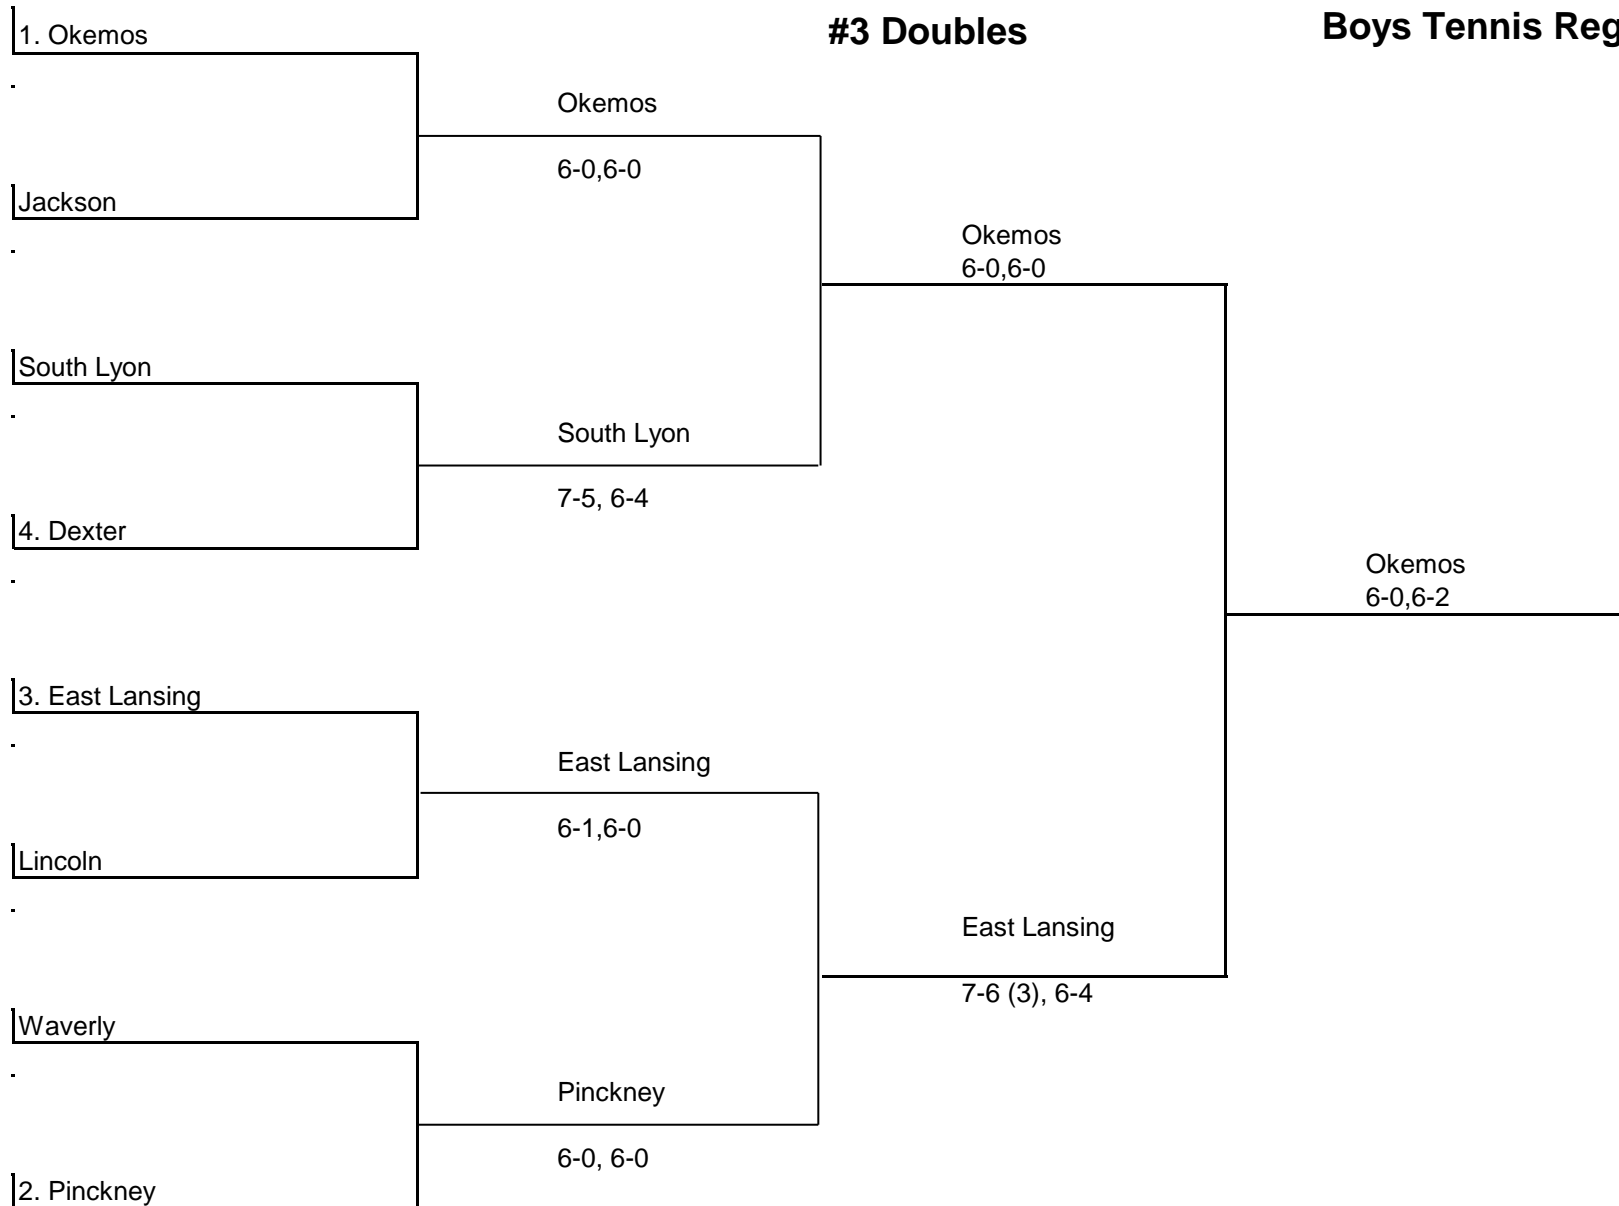 #3 Doubles
Boys Tennis Reg
1. Okemos
Okemos
6-0,6-0
Jackson
Okemos
6-0,6-0
South Lyon
South Lyon
7-5, 6-4
4. Dexter
Okemos
6-0,6-2
3. East Lansing
East Lansing
6-1,6-0
Lincoln
East Lansing
7-6 (3), 6-4
Waverly
Pinckney
6-0, 6-0
2. Pinckney